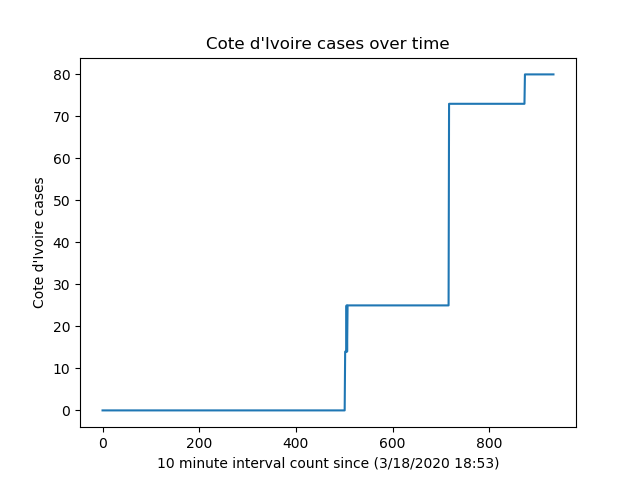 Cote d'Ivoire cases over time
80
70
60
50
40
30
20
10
0
Cote d'Ivoire cases
0 200 400 600 800
10 minute interval count since (3/18/2020 18:53)